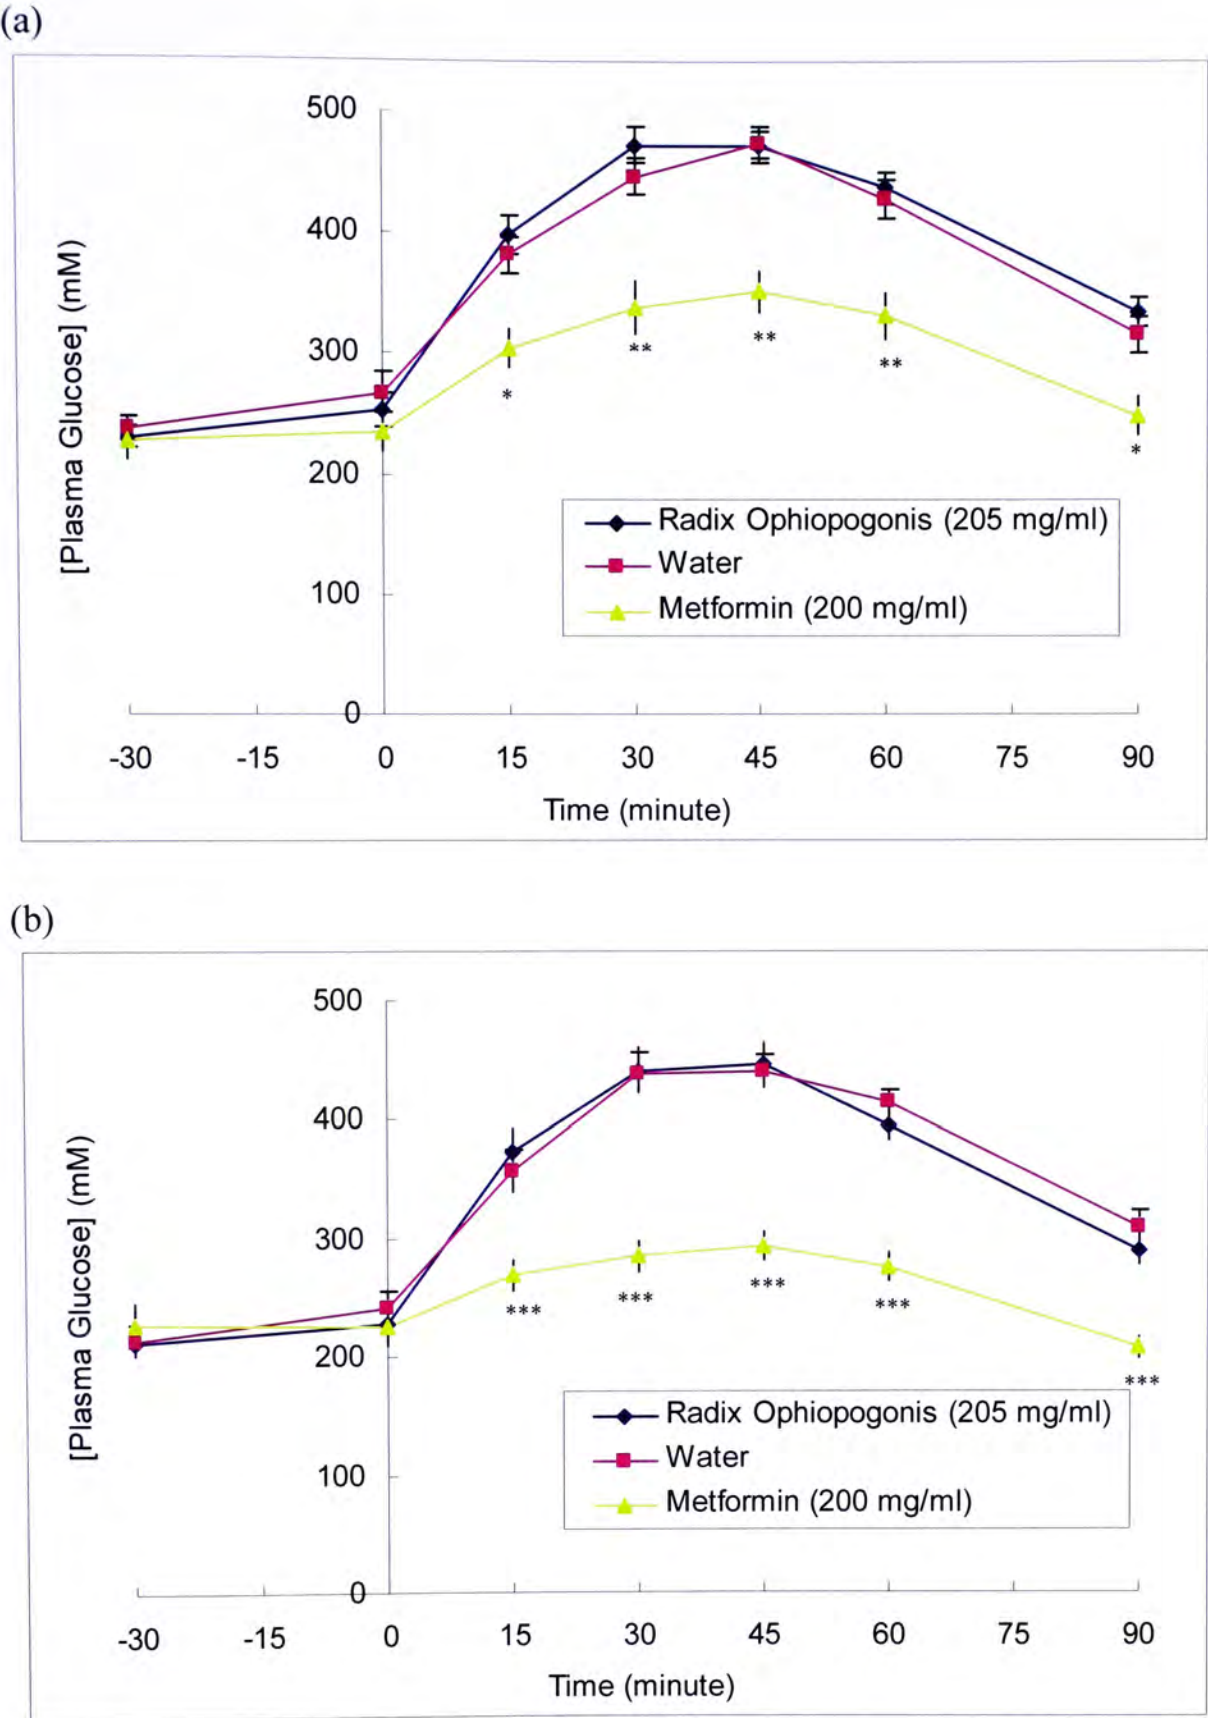 (a)
500
400
300
200
100
0
[Plasma Glucose] (mM)
*
**
**
**
*
Radix Ophiopogonis (205 mg/ml)
Water
Metformin (200 mg/ml)
-30 -15 0 15 30 45 60 75 90
Time (minute)
(b)
500
400
300
200
100
0
[Plasma Glucose] (mM)
***
***
***
***
***
Radix Ophiopogonis (205 mg/ml)
Water
Metformin (200 mg/ml)
-30 -15 0 15 30 45 60 75 90
Time (minute)